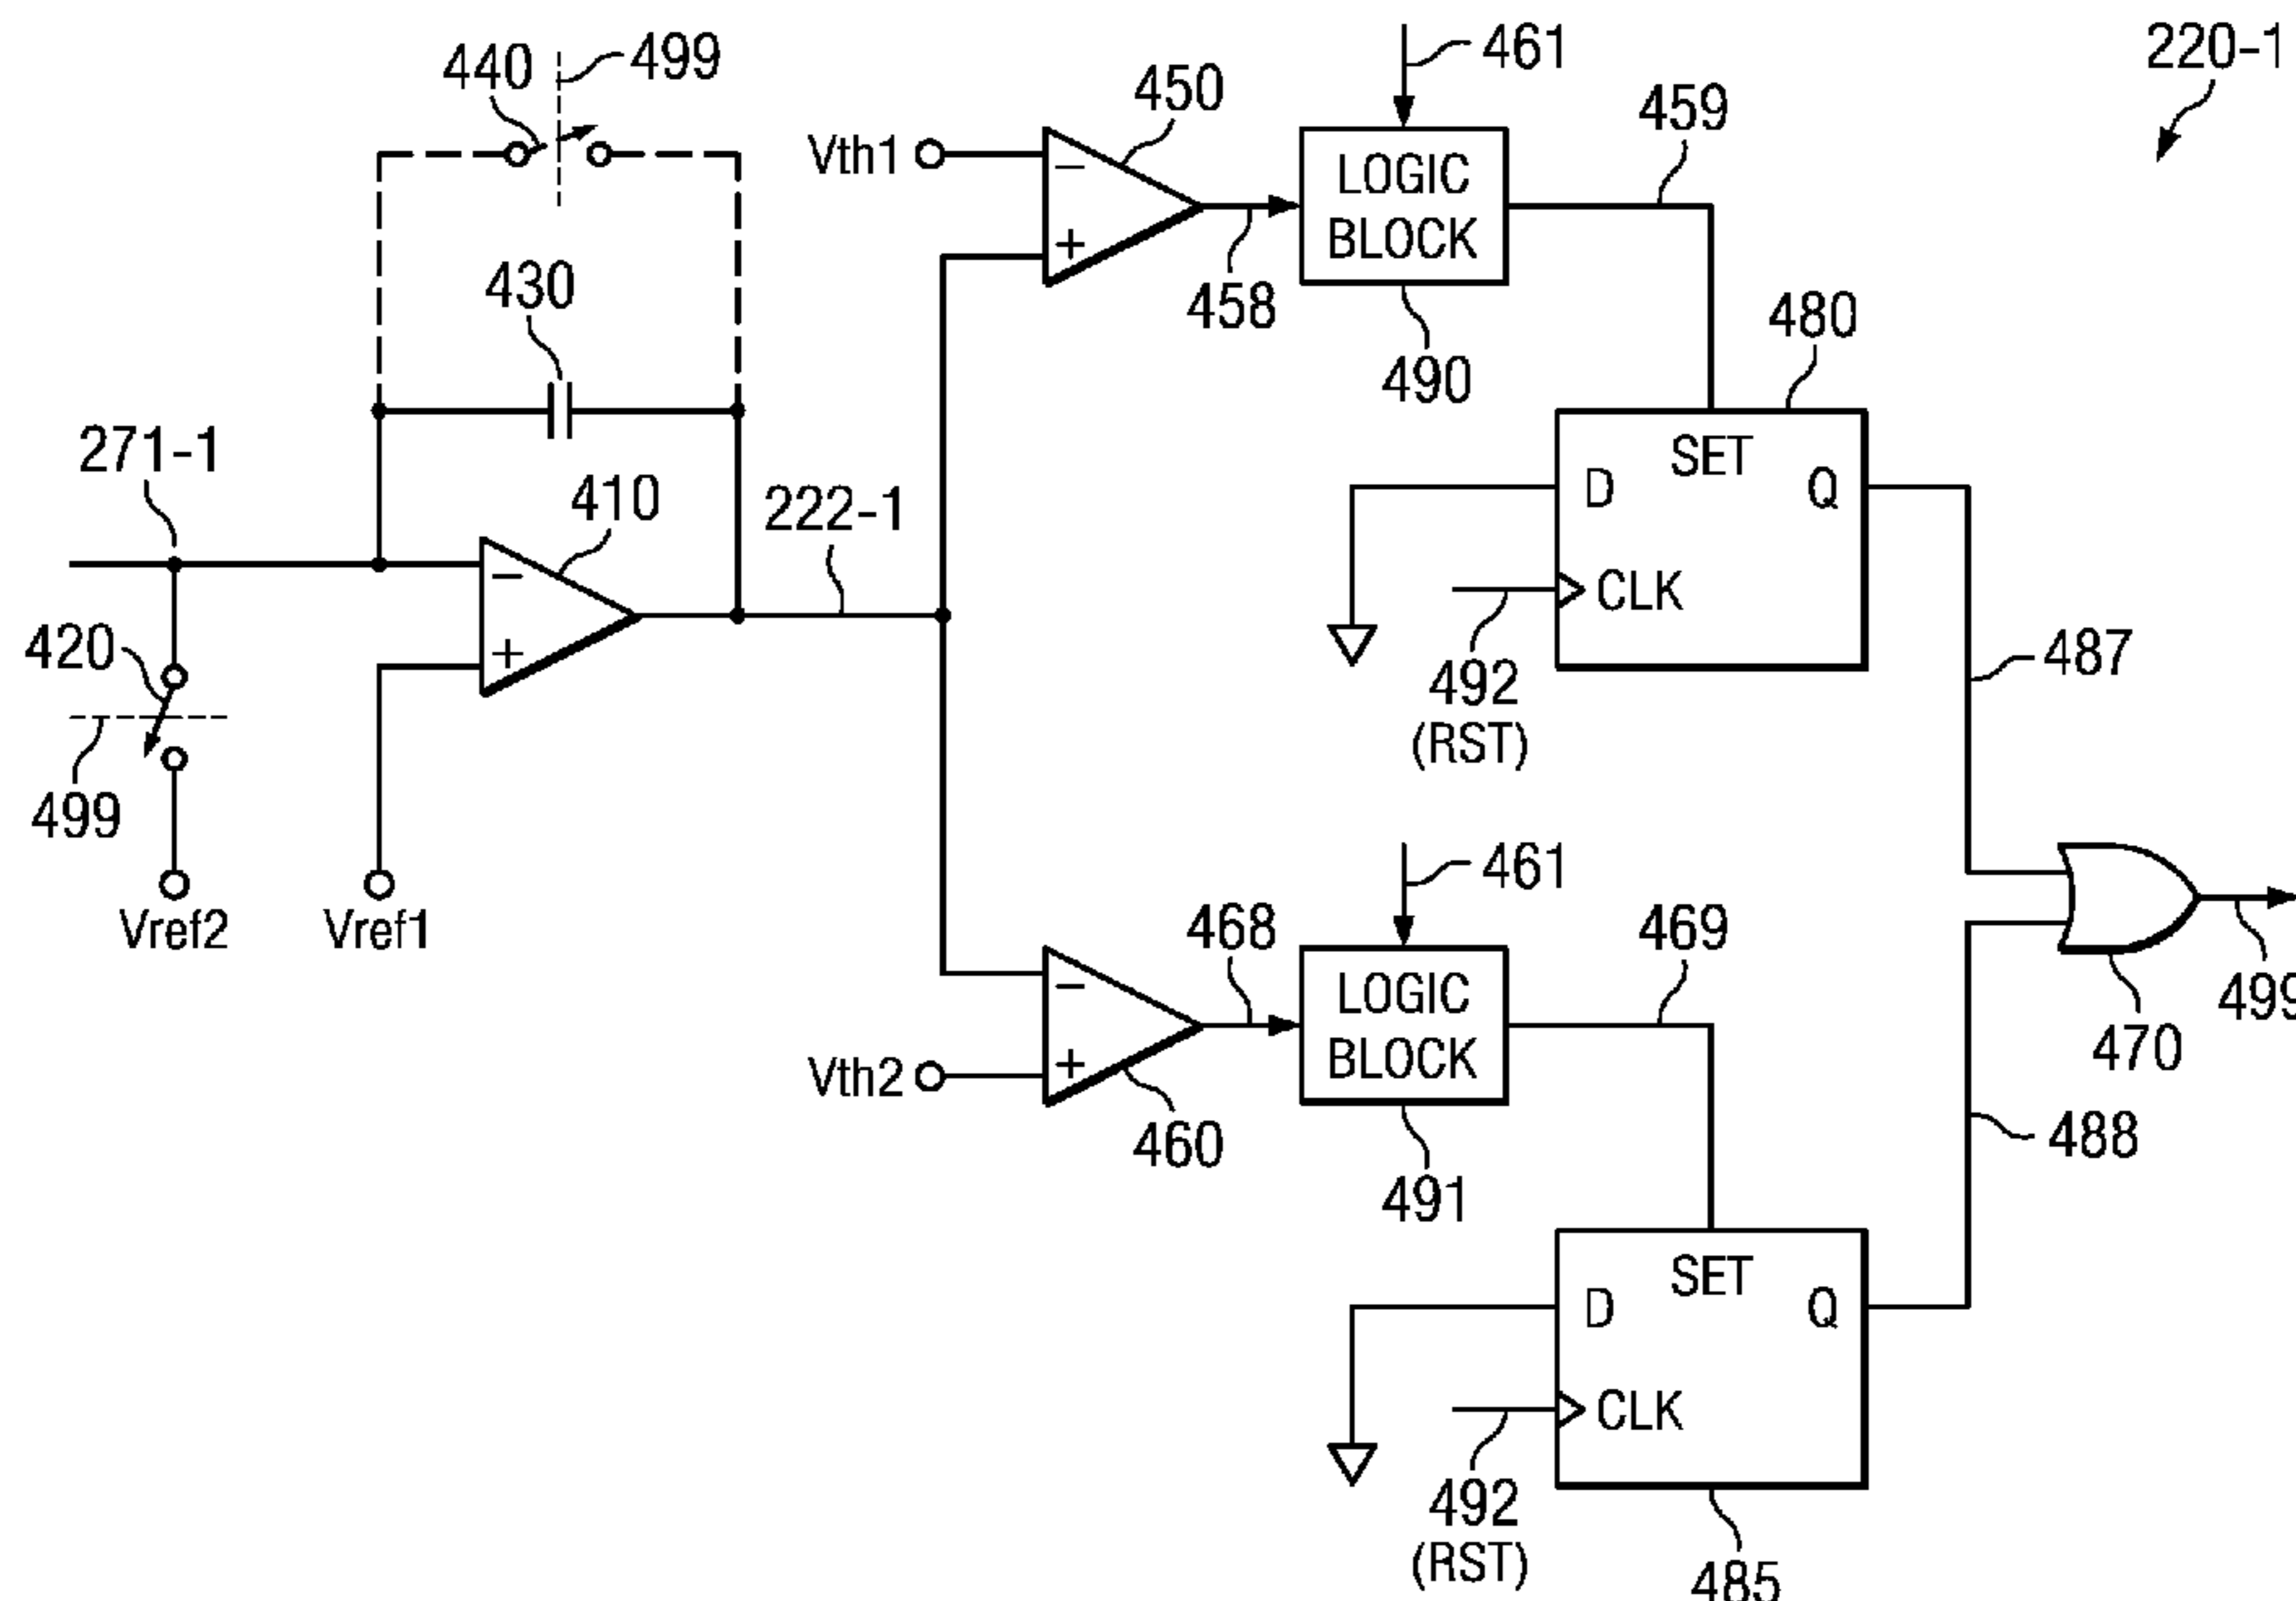 220-1
440
499
461
450
459
Vth1
−
+
LOGIC
BLOCK
458
490
430
480
271-1
410
222-1
SET
D
Q
CLK
−
+
420
499
492
(RST)
487
Vref2
Vref1
461
468
469
−
+
LOGIC
BLOCK
Vth2
460
491
470
499
488
SET
D
Q
CLK
492
(RST)
485